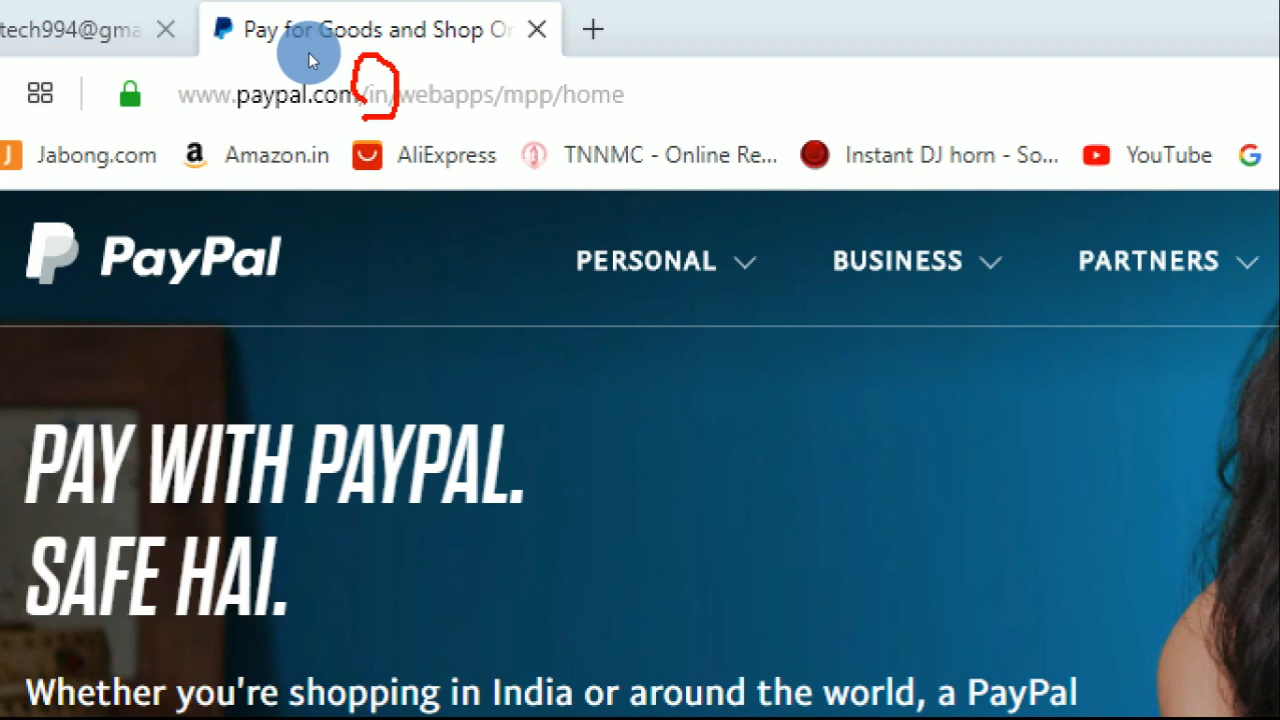 tech994@gma
Pay for Goods and Shop Or
www.paypal.com/in/webapps/mpp/home
Jabong.com
Amazon.in
AliExpress
TNNMC - Online Re...
Instant DJ horn - So...
YouTube
PayPal
PERSONAL
BUSINESS
PARTNERS
PAY WITH PAYPAL.
SAFE HAI.
Whether you're shopping in India or around the world, a PayPal